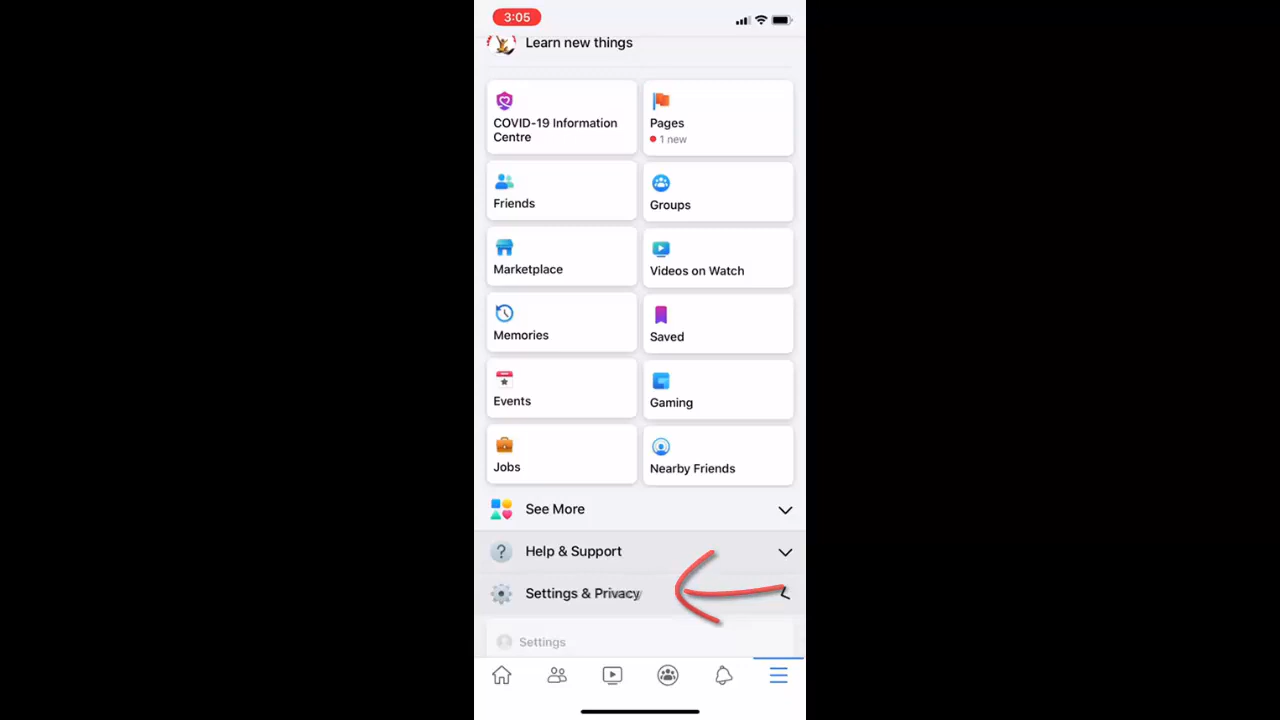 3:05
Learn new things
COVID-19 Information
Centre
Pages
1 new
Friends
Groups
Marketplace
Videos on Watch
Memories
Saved
Events
Gaming
Jobs
Nearby Friends
See More
?
Help & Support
Settings & Privacy
Settings